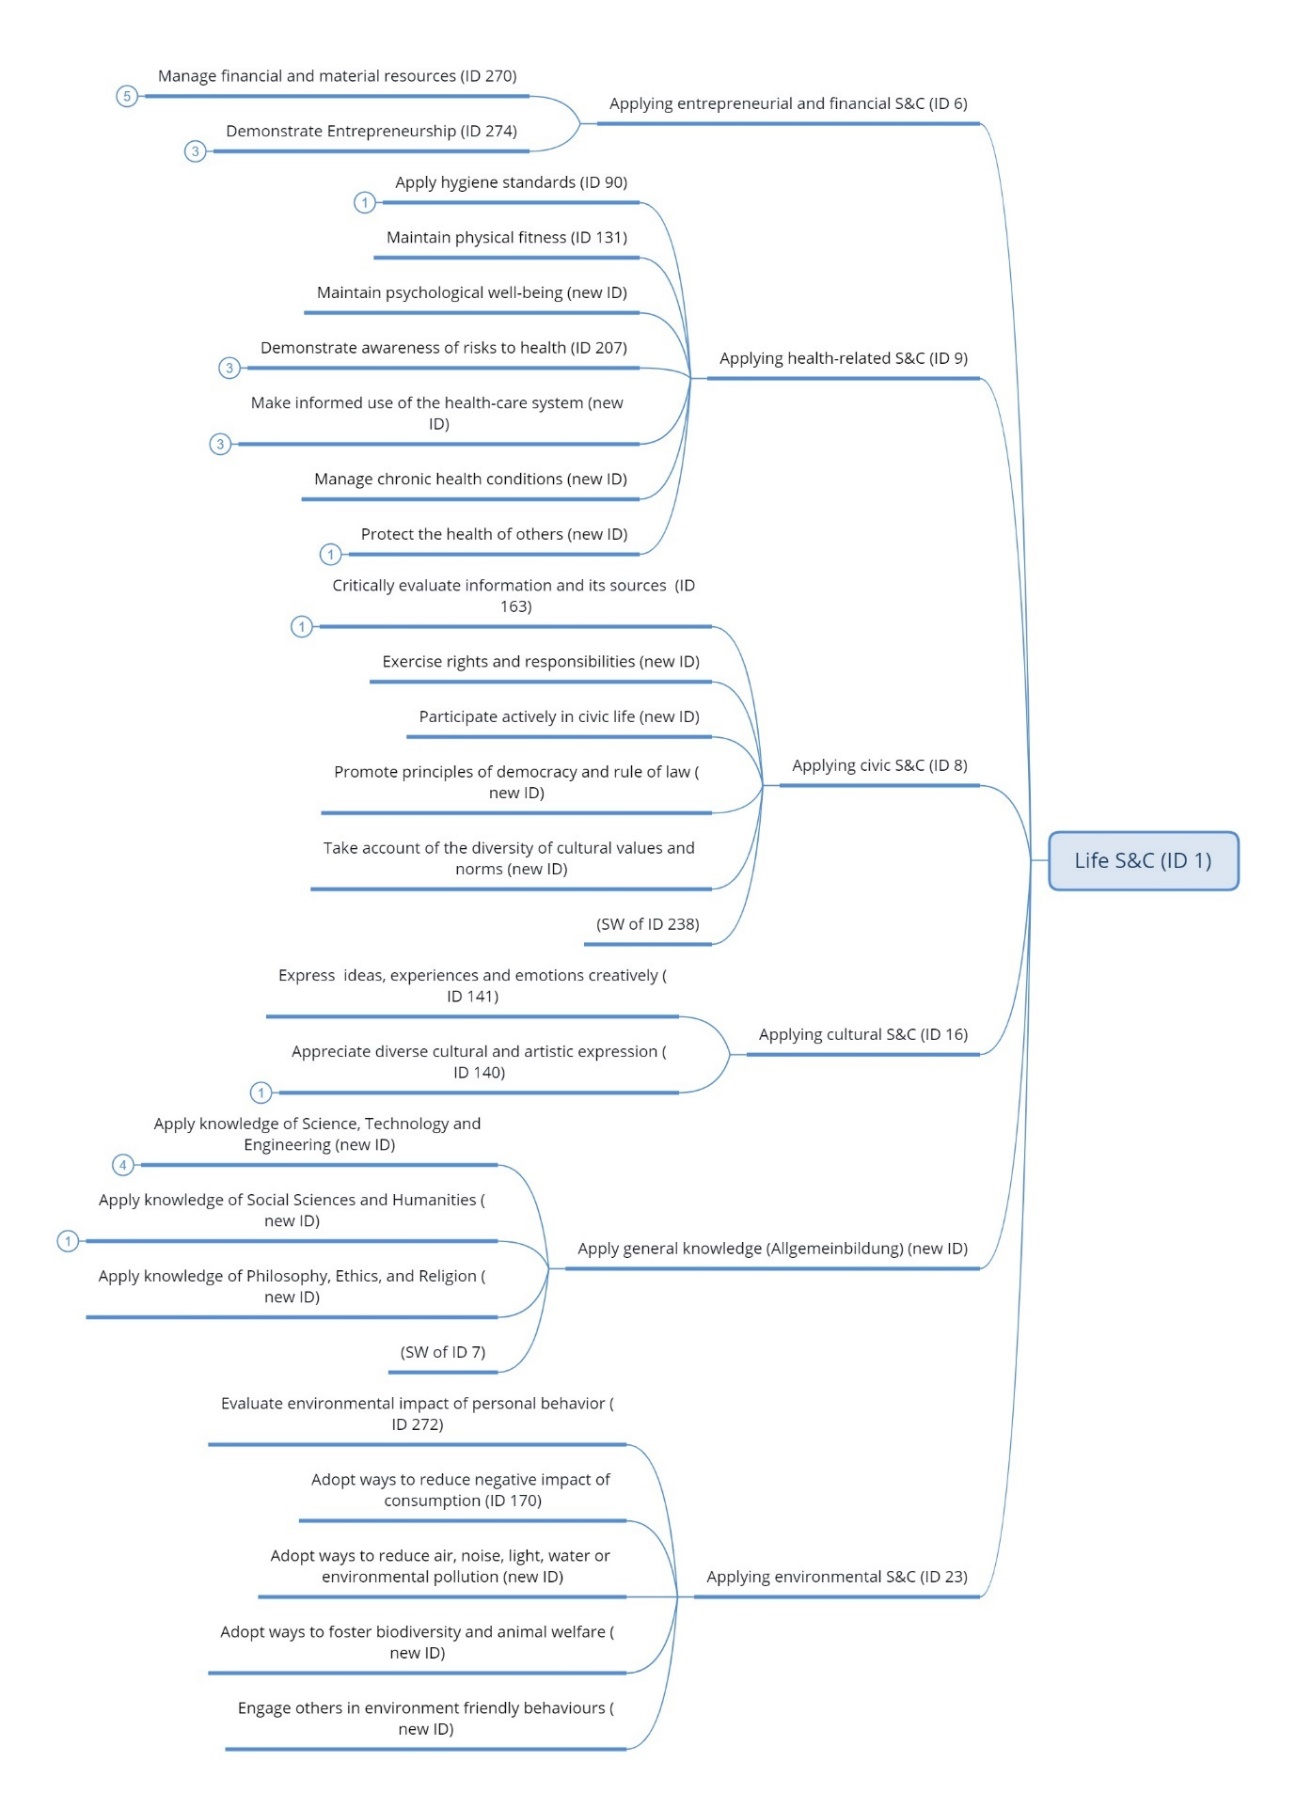 Manage financial and material resources (ID 270)
5
Applying entrepreneurial and financial S&C (ID 6)
Demonstrate Entrepreneurship (ID 274)
3
Apply hygiene standards (ID 90)
1
Maintain physical fitness (ID 131)
Maintain psychological well-being (new ID)
Demonstrate awareness of risks to health (ID 207)
3
Applying health-related S&C (ID 9)
Make informed use of the health-care system (new
ID)
3
Manage chronic health conditions (new ID)
Protect the health of others (new ID)
1
Critically evaluate information and its sources  (ID
163)
1
Exercise rights and responsibilities (new ID)
Participate actively in civic life (new ID)
Promote principles of democracy and rule of law (
new ID)
Applying civic S&C (ID 8)
Take account of the diversity of cultural values and
norms (new ID)
Life S&C (ID 1)
(SW of ID 238)
Express  ideas, experiences and emotions creatively (
ID 141)
Applying cultural S&C (ID 16)
Appreciate diverse cultural and artistic expression (
ID 140)
1
Apply knowledge of Science, Technology and
Engineering (new ID)
4
Apply knowledge of Social Sciences and Humanities (
new ID)
1
Apply general knowledge (Allgemeinbildung) (new ID)
Apply knowledge of Philosophy, Ethics, and Religion (
new ID)
(SW of ID 7)
Evaluate environmental impact of personal behavior (
ID 272)
Adopt ways to reduce negative impact of
consumption (ID 170)
Adopt ways to reduce air, noise, light, water or
environmental pollution (new ID)
Applying environmental S&C (ID 23)
Adopt ways to foster biodiversity and animal welfare (
new ID)
Engage others in environment friendly behaviours (
new ID)